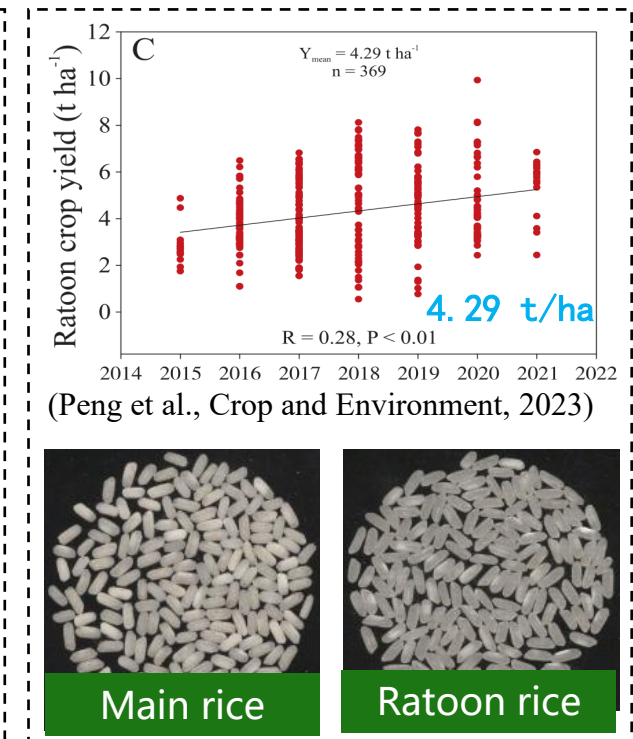 C
Y_mean = 4.29 t ha⁻¹
n = 369
Ratoon crop yield (t ha⁻¹)
12
10
8
6
4
2
0
4.29 t/ha
R = 0.28, P < 0.01
2014 2015 2016 2017 2018 2019 2020 2021 2022
(Peng et al., Crop and Environment, 2023)
Main rice
Ratoon rice